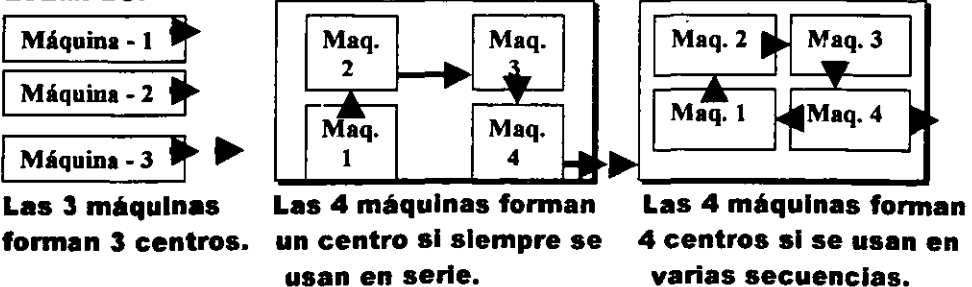 Máquina - 1
Máquina - 2
Máquina - 3
Las 3 máquinas
forman 3 centros.
Maq.
2
Maq.
3
Maq.
1
Maq.
4
Las 4 máquinas forman
un centro si siempre se
usan en serie.
Maq. 2
Maq. 3
Maq. 1
Maq. 4
Las 4 máquinas forman
4 centros si se usan en
varias secuencias.